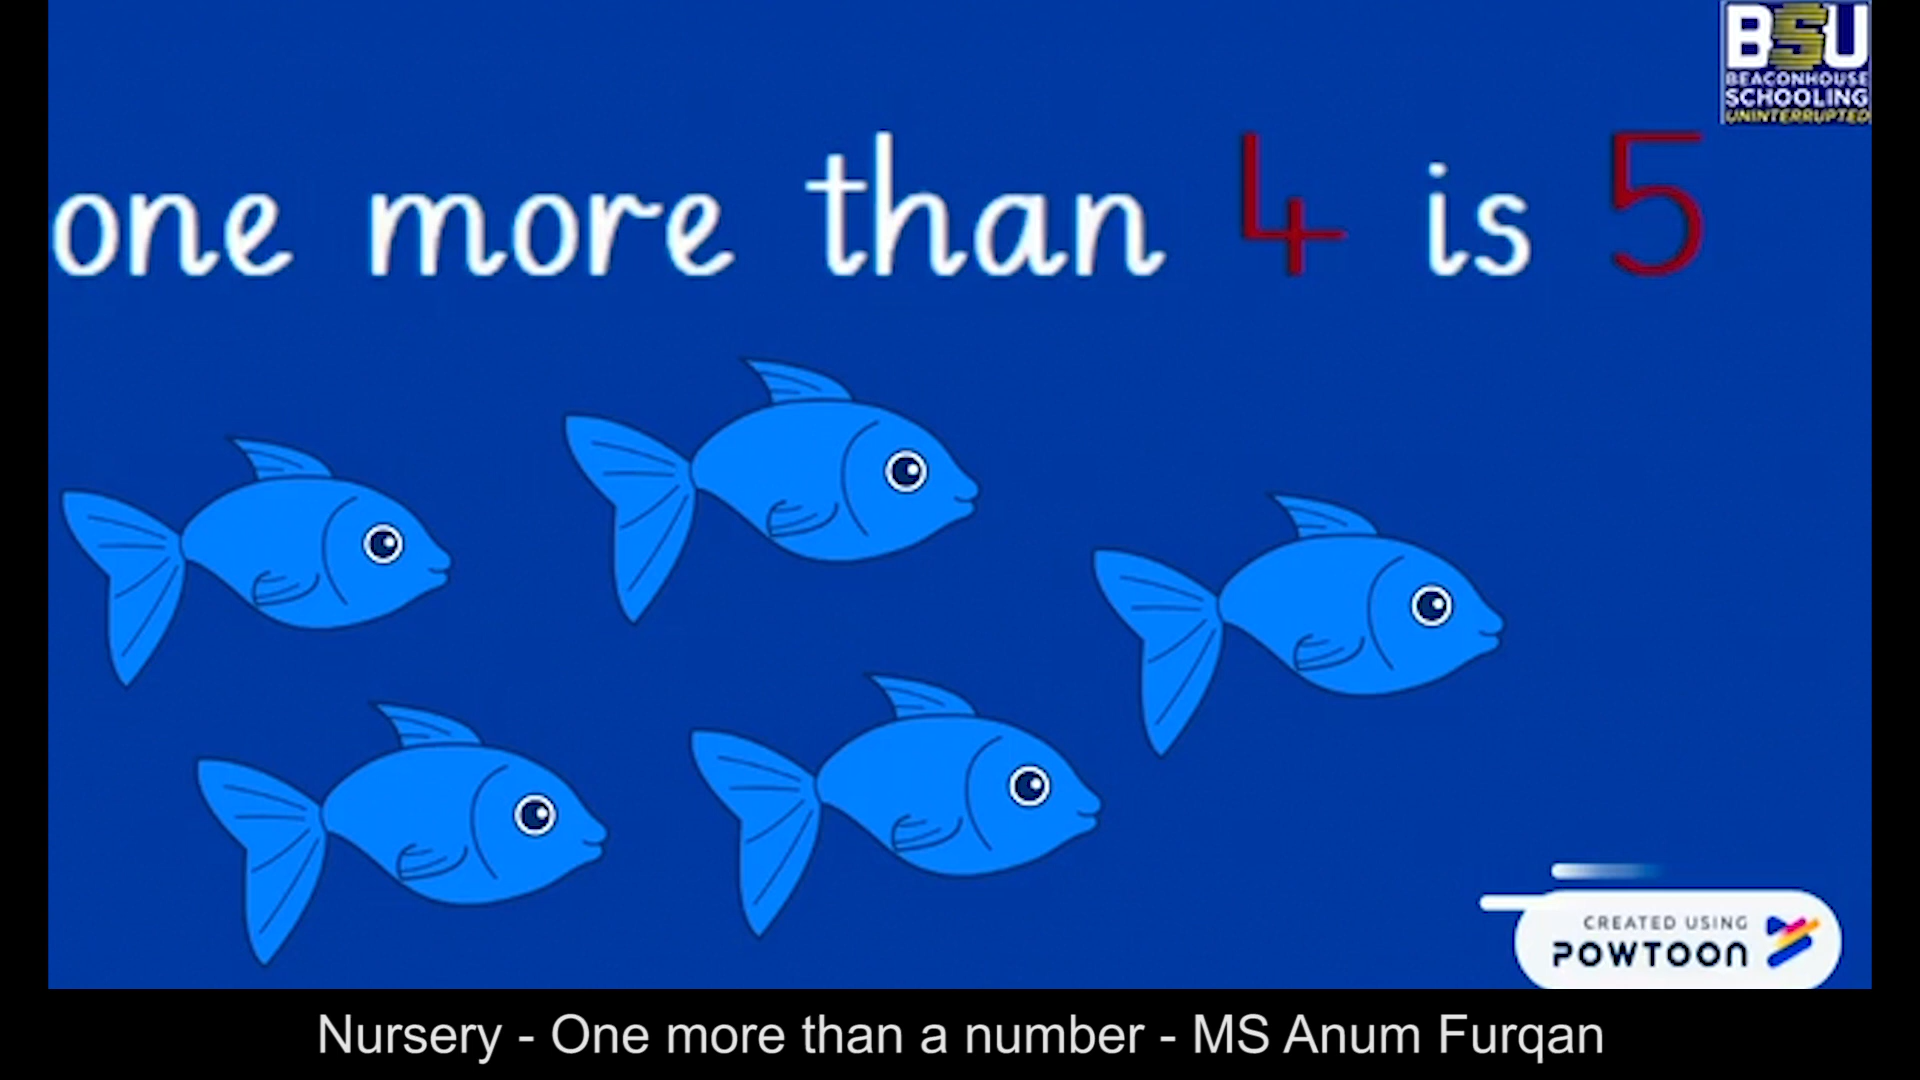 BSU
BEACONHOUSE
SCHOOLING
UNINTERRUPTED
one more than 4 is 5
CREATED USING
POWTOON
Nursery - One more than a number - MS Anum Furqan